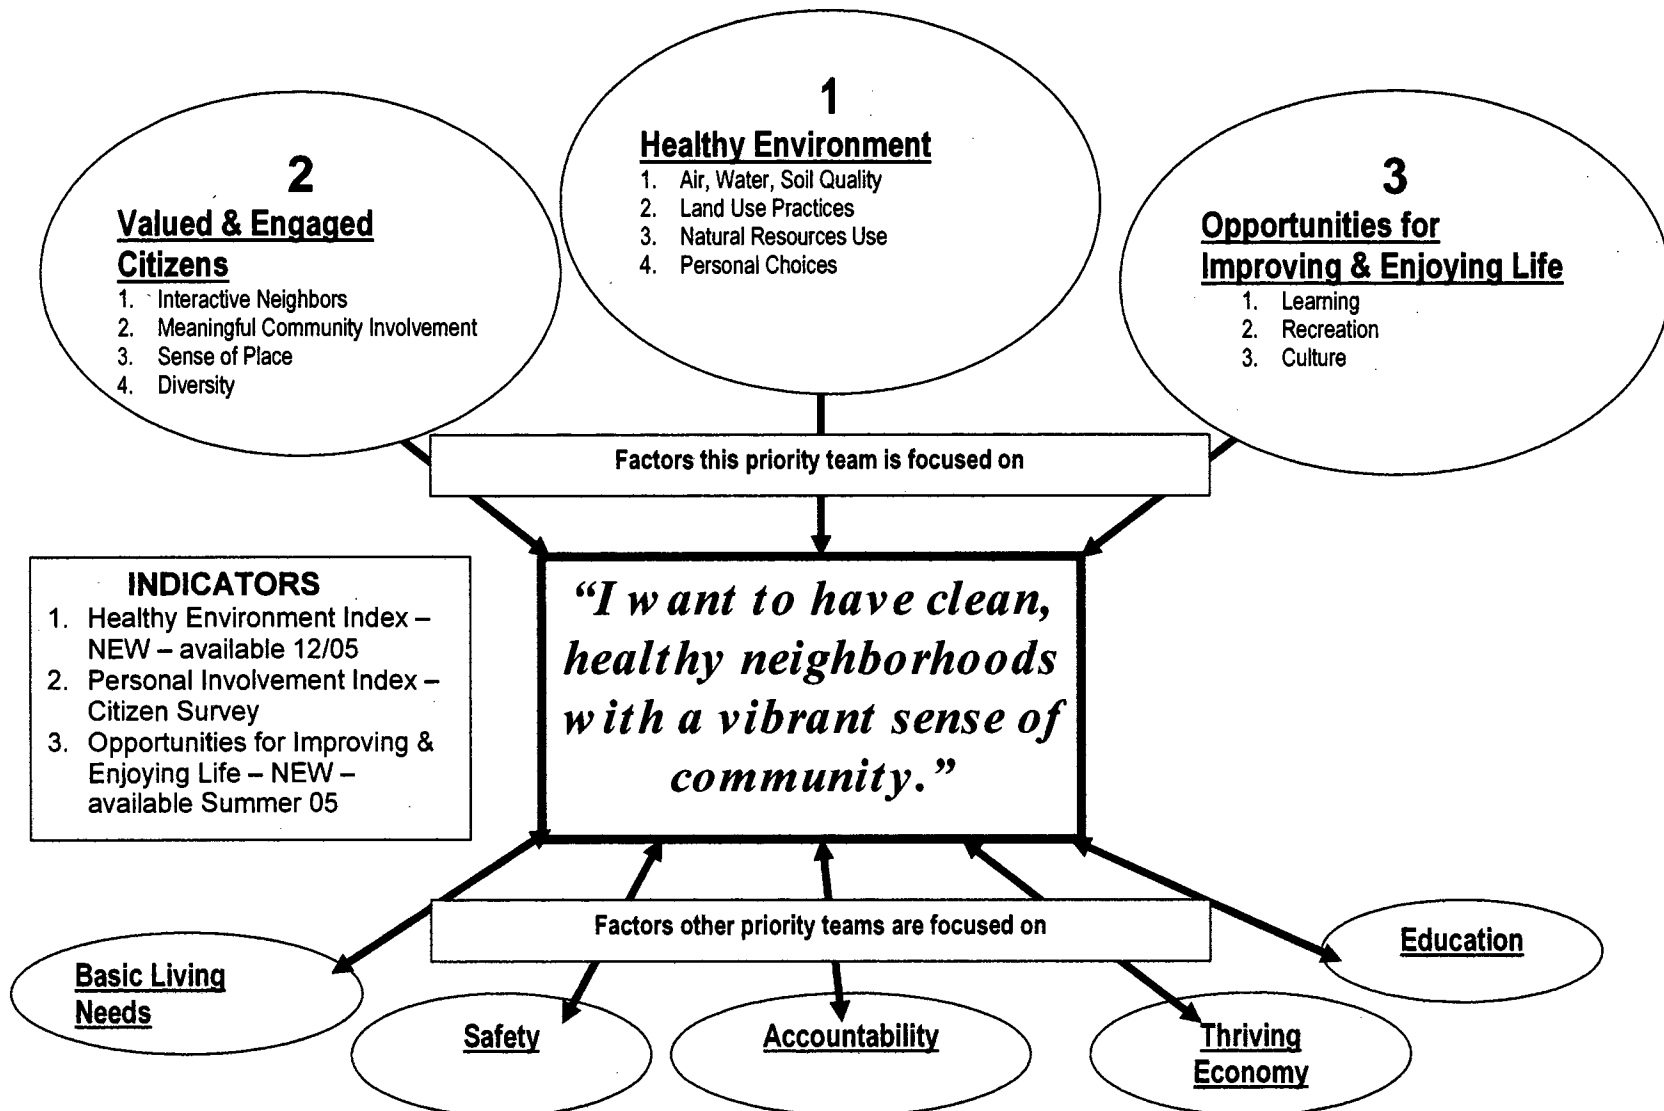 1
Healthy Environment
1. Air, Water, Soil Quality
2. Land Use Practices
3. Natural Resources Use
4. Personal Choices
2
Valued & Engaged
Citizens
1. Interactive Neighbors
2. Meaningful Community Involvement
3. Sense of Place
4. Diversity
3
Opportunities for
Improving & Enjoying Life
1. Learning
2. Recreation
3. Culture
Factors this priority team is focused on
INDICATORS
1. Healthy Environment Index –
NEW – available 12/05
2. Personal Involvement Index –
Citizen Survey
3. Opportunities for Improving &
Enjoying Life – NEW –
available Summer 05
“I want to have clean,
healthy neighborhoods
with a vibrant sense of
community.”
Factors other priority teams are focused on
Basic Living
Needs
Safety
Accountability
Thriving
Economy
Education